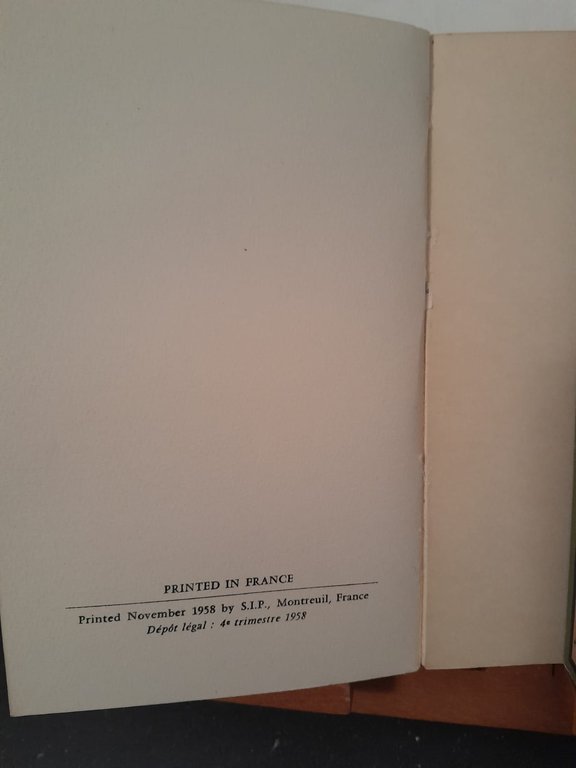 PRINTED IN FRANCE
Printed November 1958 by S.I.P., Montreuil, France
Dépôt légal : 4e trimestre 1958